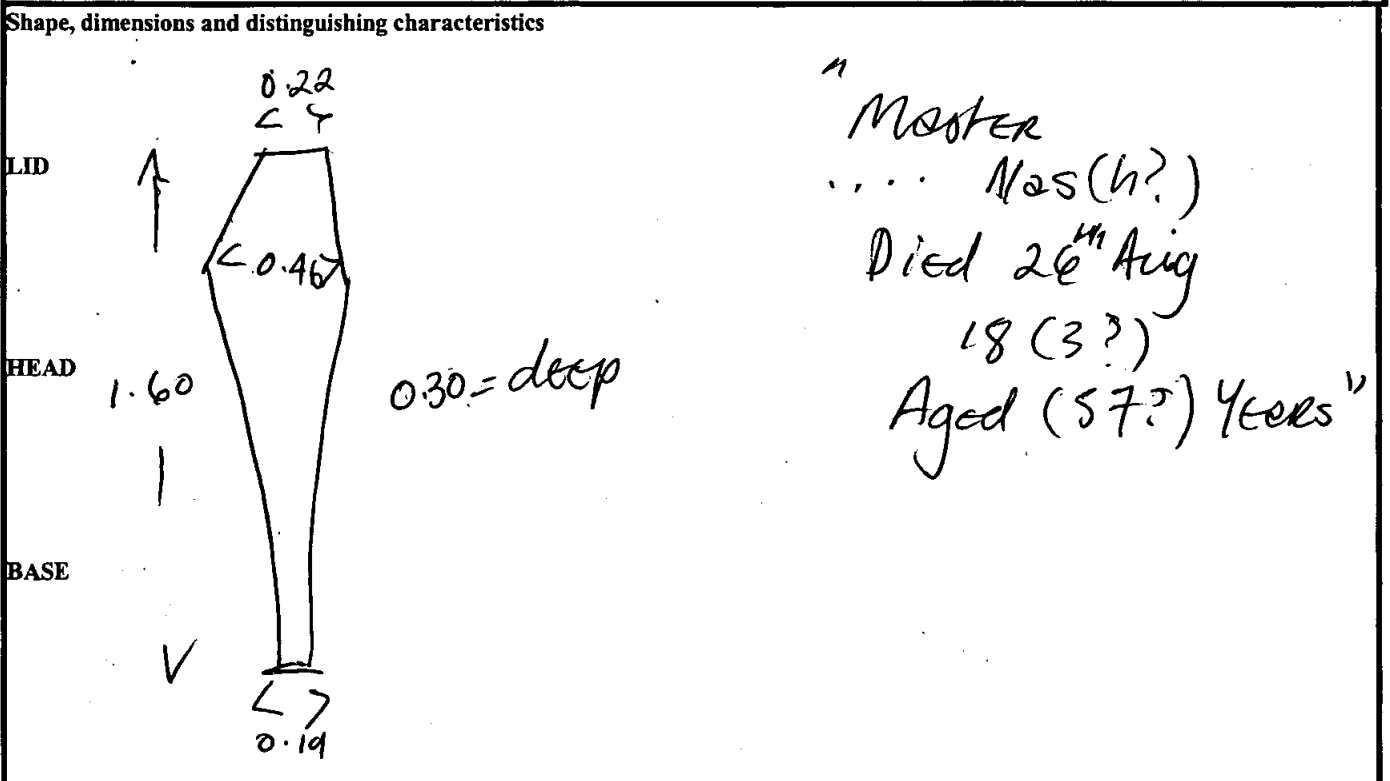 Shape, dimensions and distinguishing characteristics
0.22
LID
0.46
HEAD
1.60
0.30 = deep
BASE
0.19
"Master
.... Nas(h?)
Died 26th Aug
18(3?)
Aged (57?) Years"